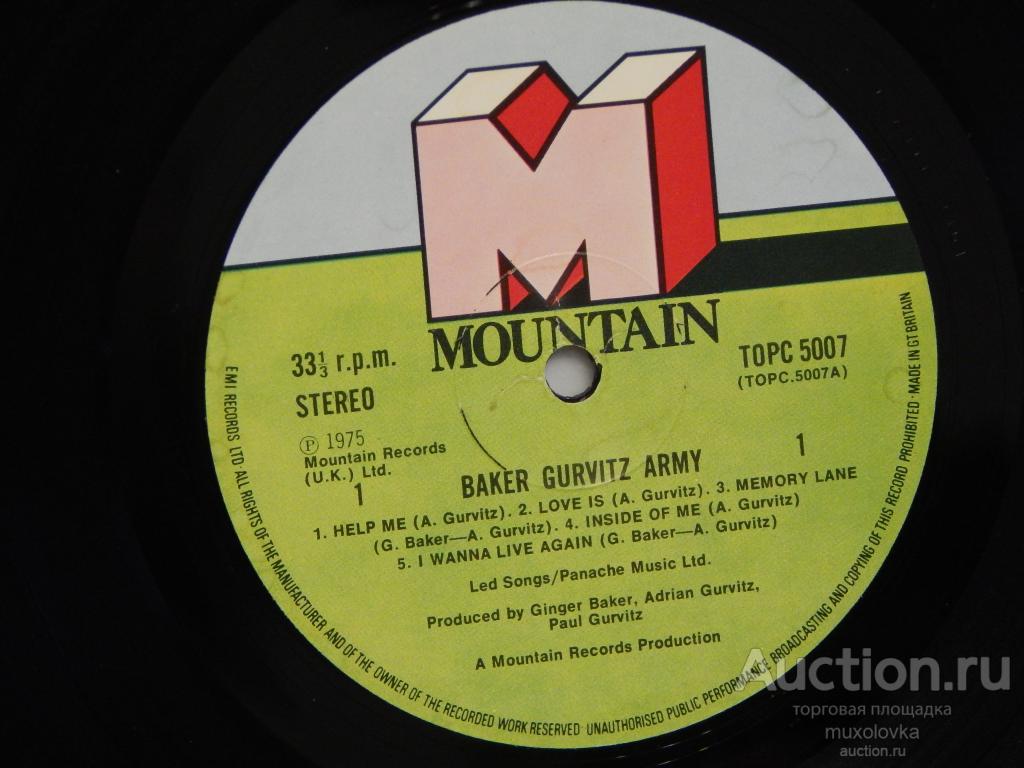 MOUNTAIN
33⅓ r.p.m.
STEREO
TOPC 5007
(TOPC.5007A)
℗ 1975
Mountain Records
(U.K.) Ltd.
1
1
BAKER GURVITZ ARMY
1. HELP ME (A. Gurvitz). 2. LOVE IS (A. Gurvitz). 3. MEMORY LANE
(G. Baker—A. Gurvitz). 4. INSIDE OF ME (A. Gurvitz)
5. I WANNA LIVE AGAIN (G. Baker—A. Gurvitz)
Led Songs/Panache Music Ltd.
Produced by Ginger Baker, Adrian Gurvitz,
Paul Gurvitz
A Mountain Records Production
EMI RECORDS LTD · ALL RIGHTS OF THE MANUFACTURER AND OF THE OWNER OF THE RECORDED WORK RESERVED · UNAUTHORISED PUBLIC PERFORMANCE BROADCASTING AND COPYING OF THIS RECORD PROHIBITED · MADE IN GT BRITAIN
Auction.ru
торговая площадка
muxolovka
auction.ru